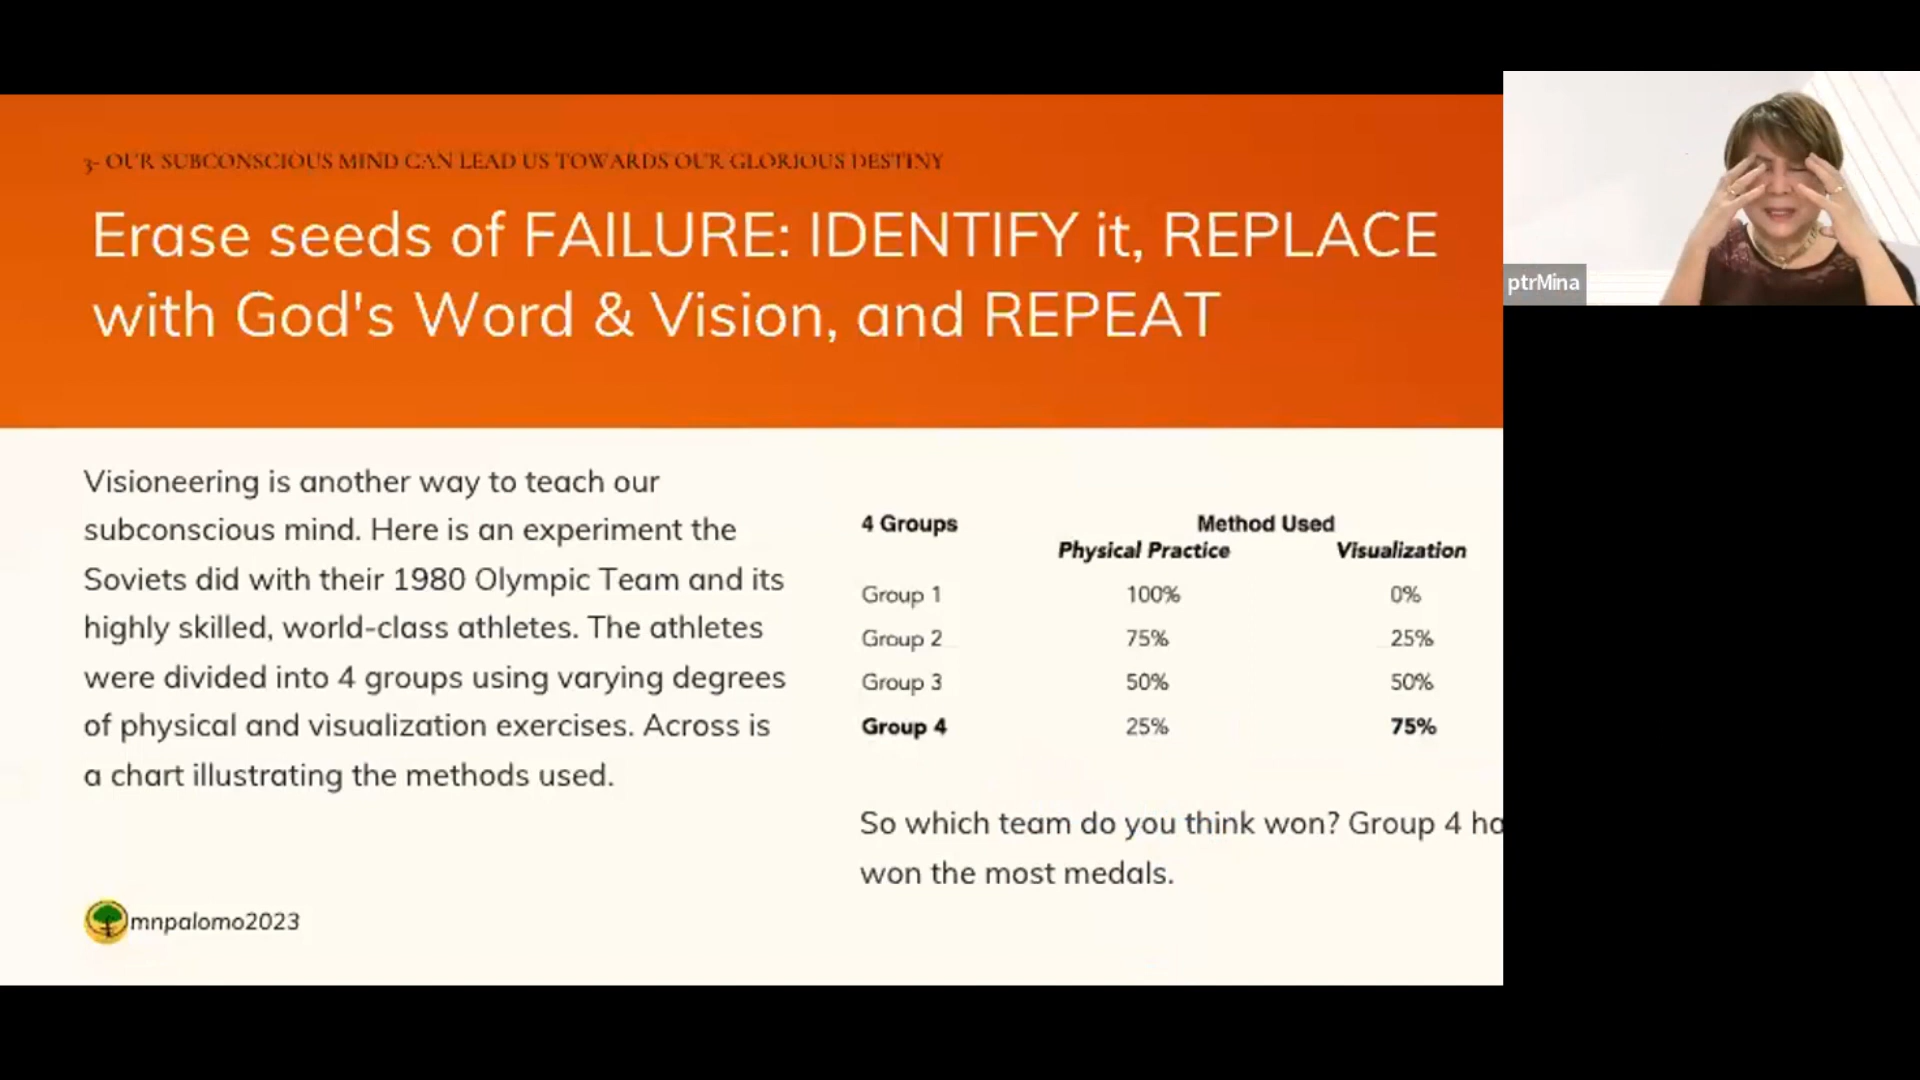 3- OUR SUBCONSCIOUS MIND CAN LEAD US TOWARDS OUR GLORIOUS DESTINY
Erase seeds of FAILURE: IDENTIFY it, REPLACE
with God's Word & Vision, and REPEAT
ptrMina
Visioneering is another way to teach our
subconscious mind. Here is an experiment the
Soviets did with their 1980 Olympic Team and its
highly skilled, world-class athletes. The athletes
were divided into 4 groups using varying degrees
of physical and visualization exercises. Across is
a chart illustrating the methods used.
4 Groups Method Used
Physical Practice Visualization
Group 1 100% 0%
Group 2 75% 25%
Group 3 50% 50%
Group 4 25% 75%
So which team do you think won? Group 4
won the most medals.
mnpalomo2023